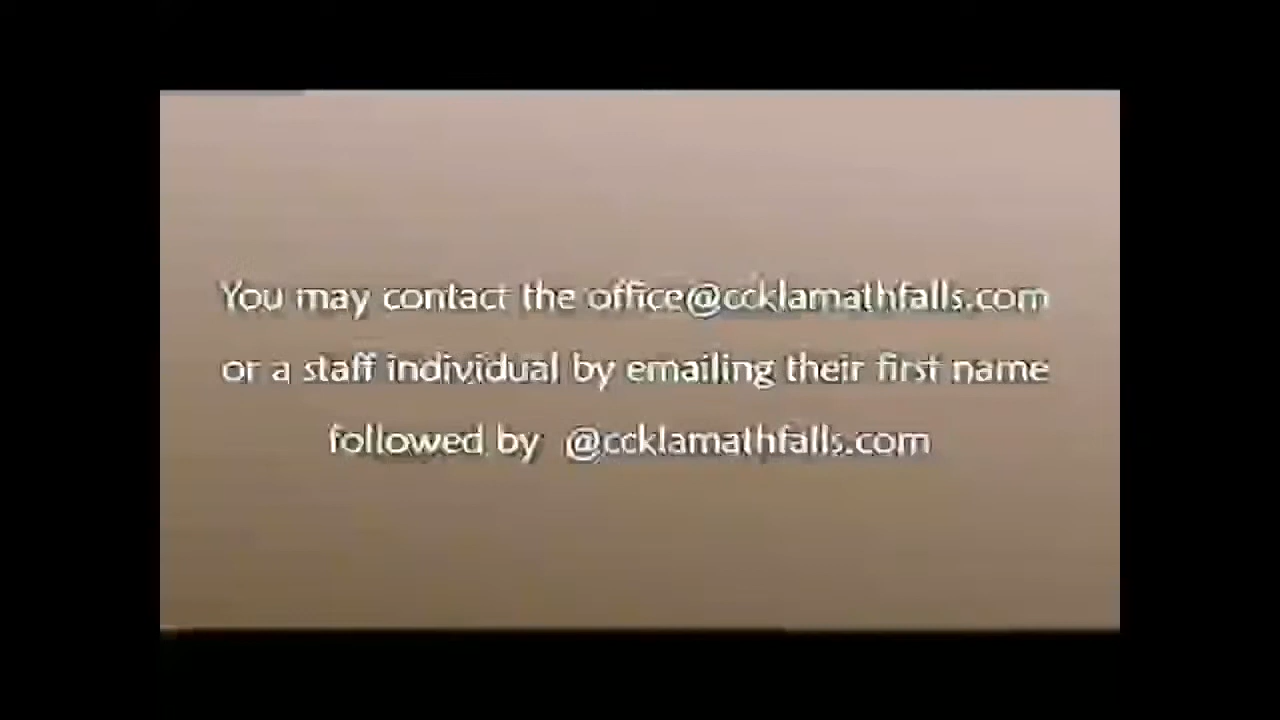 You may contact the office@ccklamathfalls.com
or a staff individual by emailing their first name
followed by @ccklamathfalls.com